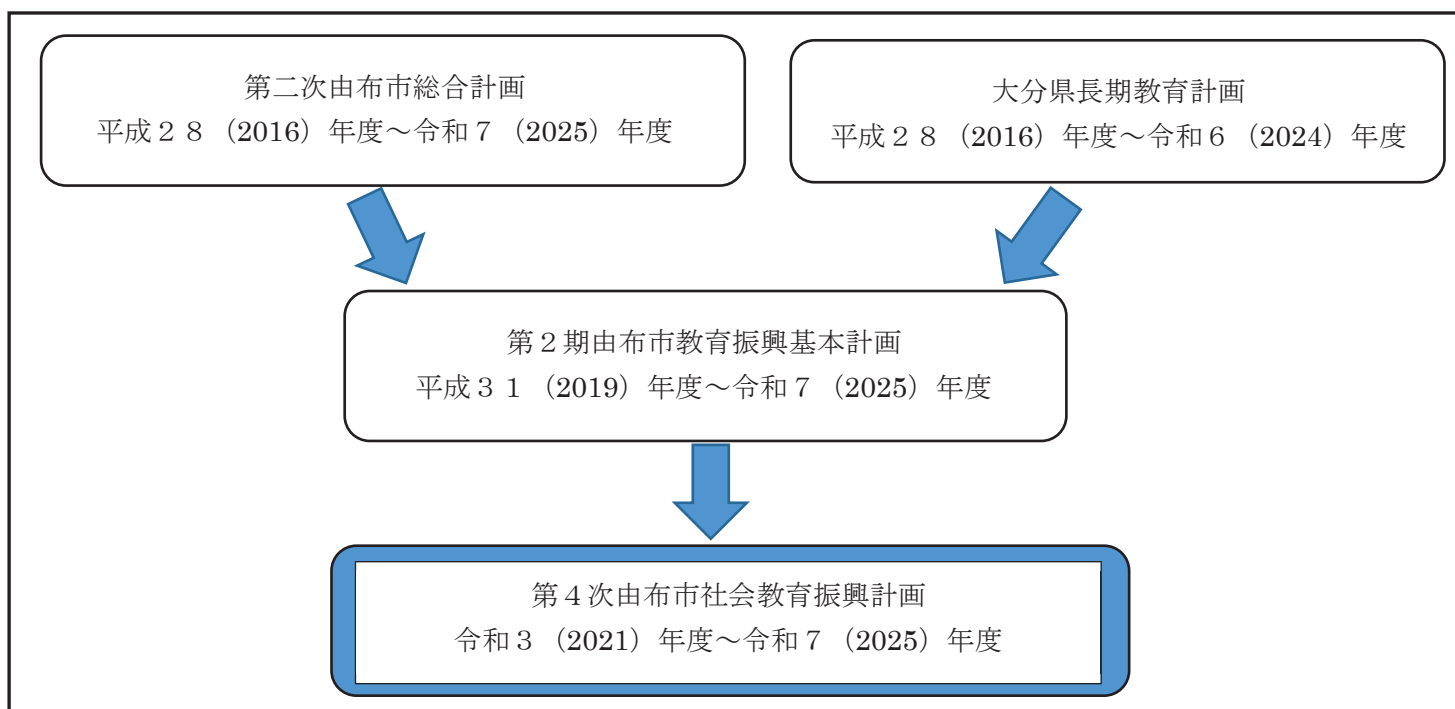 第二次由布市総合計画
平成２８（2016）年度～令和７（2025）年度
大分県長期教育計画
平成２８（2016）年度～令和６（2024）年度
第２期由布市教育振興基本計画
平成３１（2019）年度～令和７（2025）年度
第４次由布市社会教育振興計画
令和３（2021）年度～令和７（2025）年度